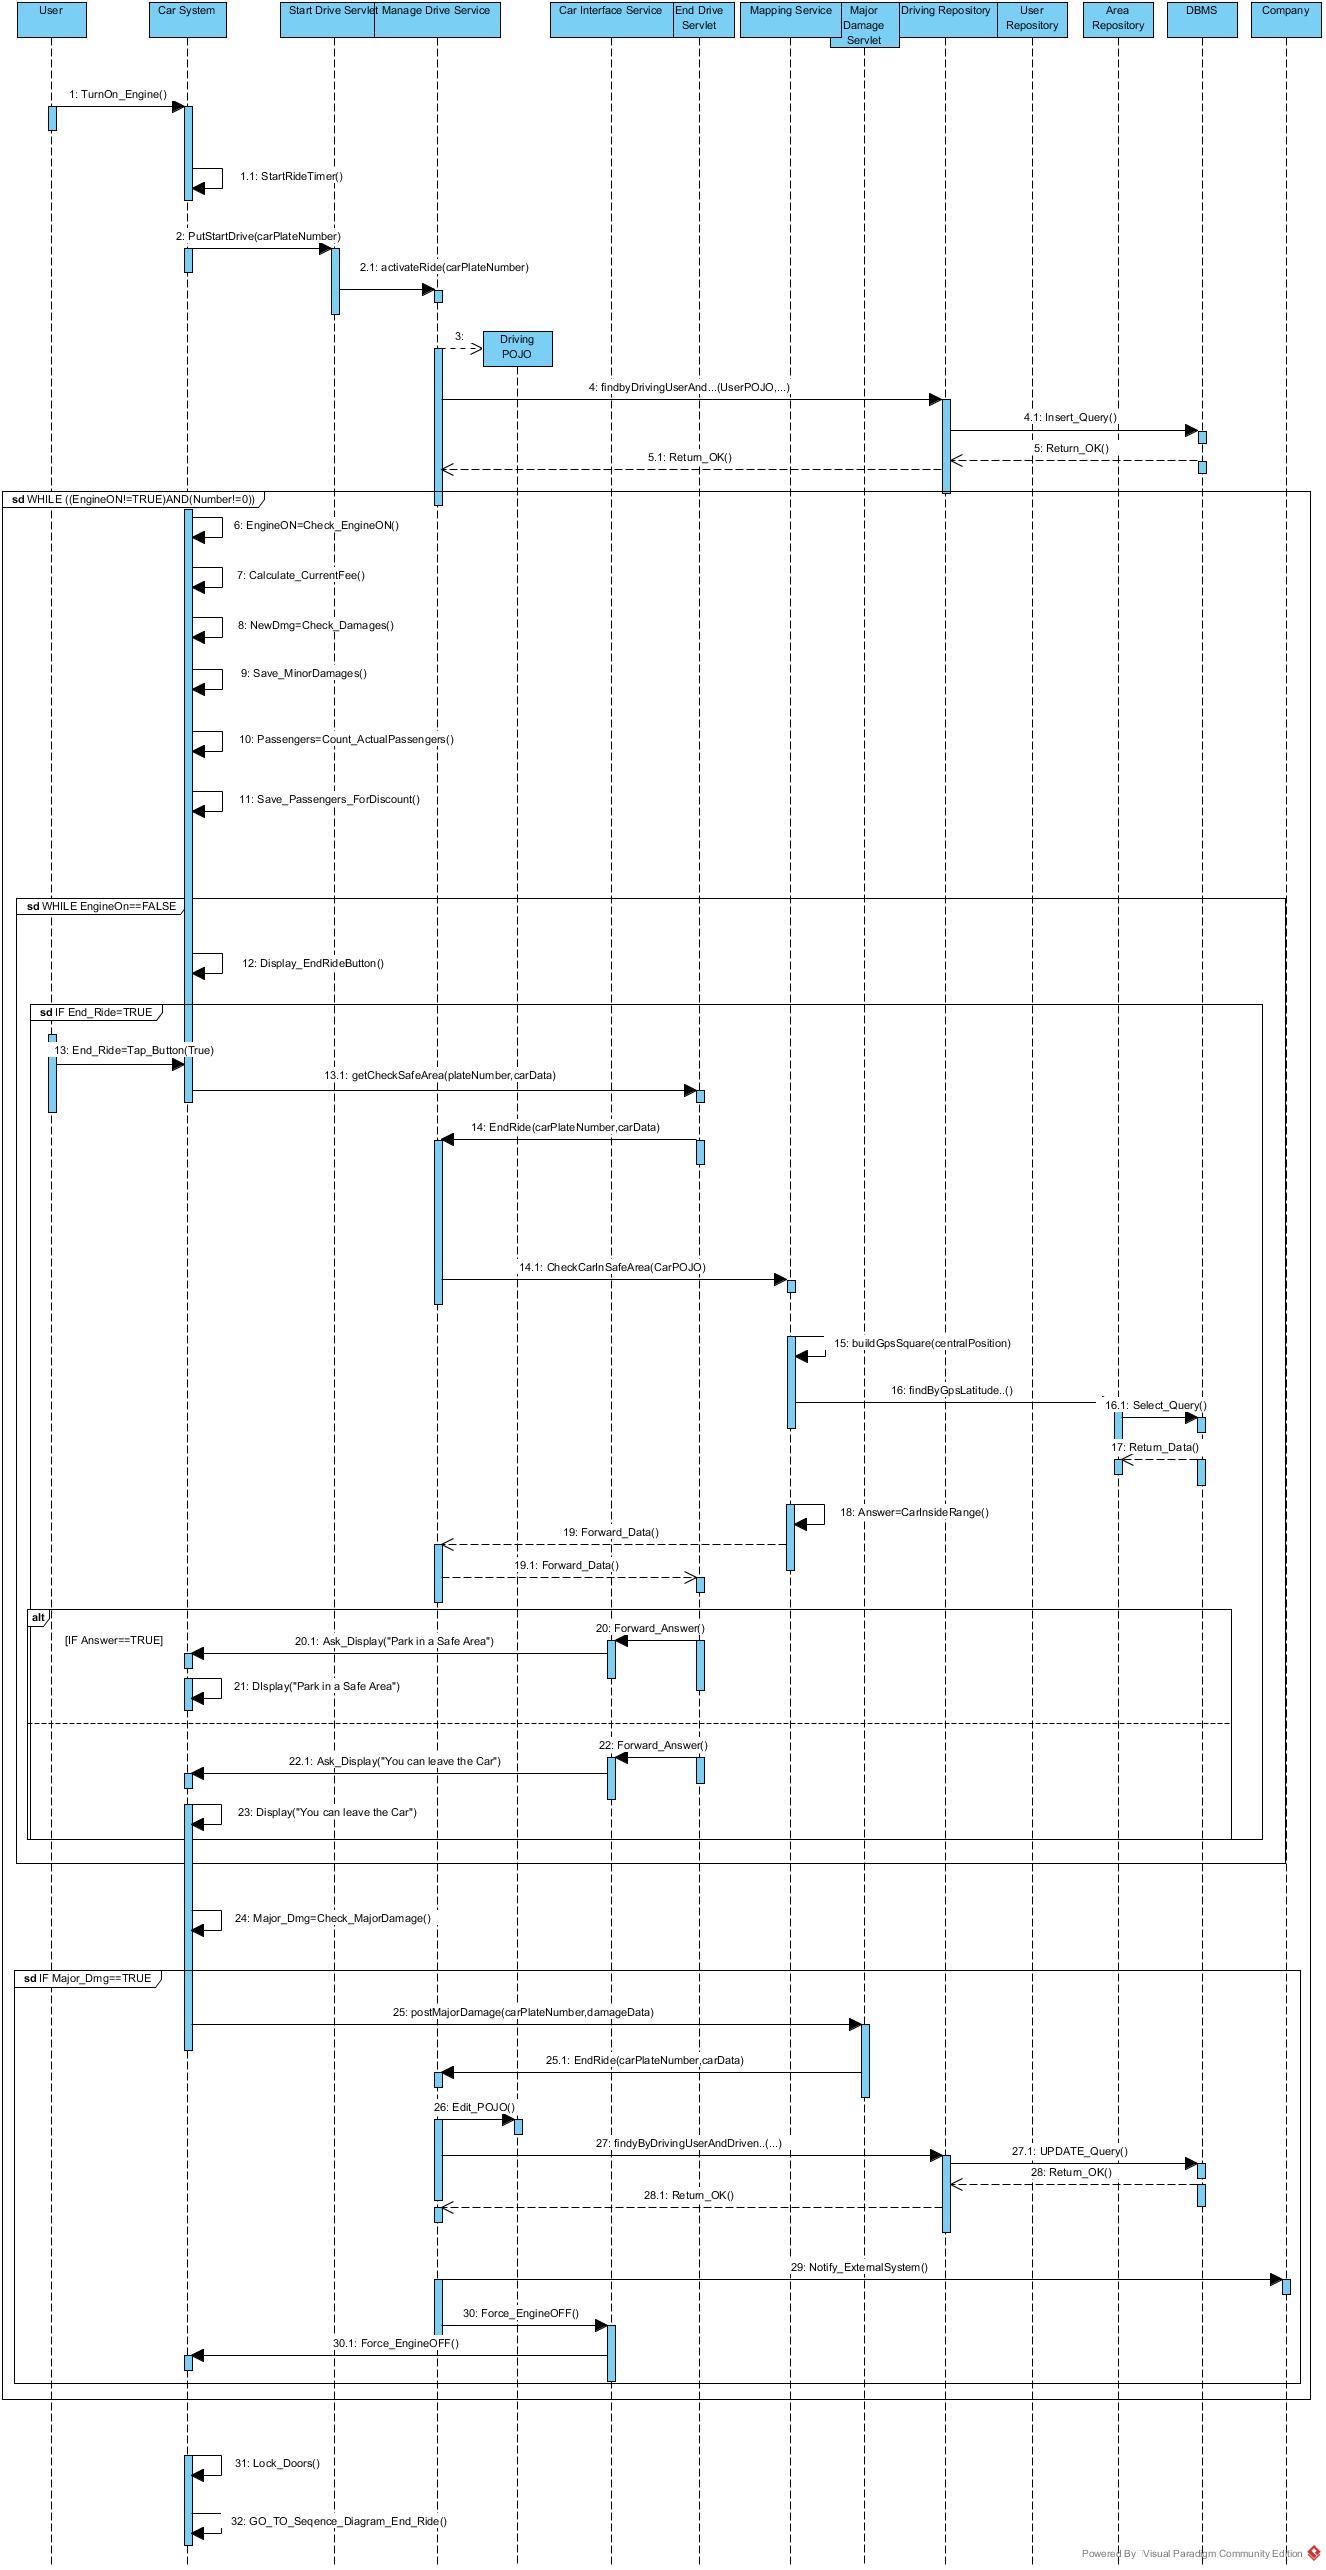 User
Car System
Start Drive Servlet
Manage Drive Service
Car Interface Service
End Drive
Servlet
Mapping Service
Major
Damage
Servlet
Driving Repository
User
Repository
Area
Repository
DBMS
Company
1: TurnOn_Engine()
1.1: StartRideTimer()
2: PutStartDrive(carPlateNumber)
2.1: activateRide(carPlateNumber)
3:
Driving
POJO
4: findbyDrivingUserAnd...(UserPOJO,...)
4.1: Insert_Query()
5: Return_OK()
5.1: Return_OK()
sd WHILE ((EngineON!=TRUE)AND(Number!=0))
6: EngineON=Check_EngineON()
7: Calculate_CurrentFee()
8: NewDmg=Check_Damages()
9: Save_MinorDamages()
10: Passengers=Count_ActualPassengers()
11: Save_Passengers_ForDiscount()
sd WHILE EngineOn==FALSE
12: Display_EndRideButton()
sd IF End_Ride=TRUE
13: End_Ride=Tap_Button(True)
13.1: getCheckSafeArea(plateNumber,carData)
14: EndRide(carPlateNumber,carData)
14.1: CheckCarInSafeArea(CarPOJO)
15: buildGpsSquare(centralPosition)
16: findByGpsLatitude..()
16.1: Select_Query()
17: Return_Data()
18: Answer=CarInsideRange()
19: Forward_Data()
19.1: Forward_Data()
alt
[IF Answer==TRUE]
20: Forward_Answer()
20.1: Ask_Display("Park in a Safe Area")
21: DIsplay("Park in a Safe Area")
22: Forward_Answer()
22.1: Ask_Display("You can leave the Car")
23: Display("You can leave the Car")
24: Major_Dmg=Check_MajorDamage()
sd IF Major_Dmg==TRUE
25: postMajorDamage(carPlateNumber,damageData)
25.1: EndRide(carPlateNumber,carData)
26: Edit_POJO()
27: findyByDrivingUserAndDriven..(...)
27.1: UPDATE_Query()
28: Return_OK()
28.1: Return_OK()
29: Notify_ExternalSystem()
30: Force_EngineOFF()
30.1: Force_EngineOFF()
31: Lock_Doors()
32: GO_TO_Seqence_Diagram_End_Ride()
Powered By Visual Paradigm Community Edition